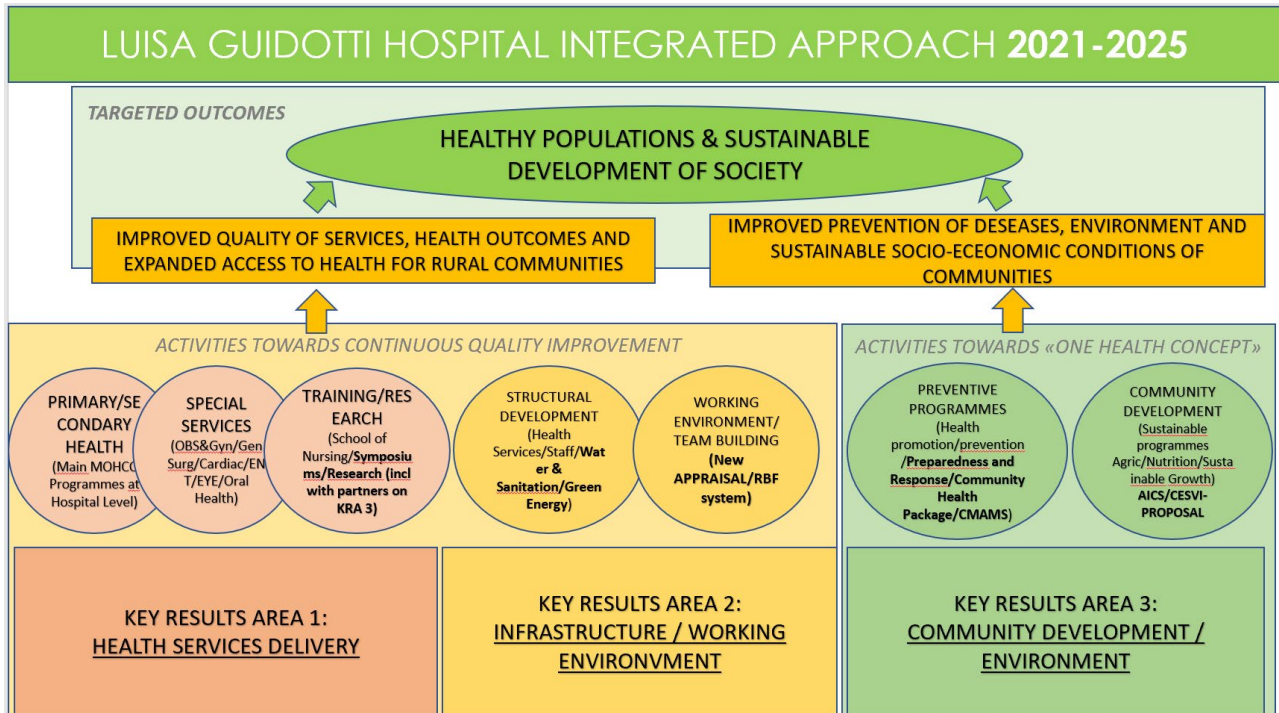 LUISA GUIDOTTI HOSPITAL INTEGRATED APPROACH 2021-2025
TARGETED OUTCOMES
HEALTHY POPULATIONS & SUSTAINABLE
DEVELOPMENT OF SOCIETY
IMPROVED QUALITY OF SERVICES, HEALTH OUTCOMES AND
EXPANDED ACCESS TO HEALTH FOR RURAL COMMUNITIES
IMPROVED PREVENTION OF DESEASES, ENVIRONMENT AND
SUSTAINABLE SOCIO-ECEONOMIC CONDITIONS OF
COMMUNITIES
ACTIVITIES TOWARDS CONTINUOUS QUALITY IMPROVEMENT
PRIMARY/SE
CONDARY
HEALTH
(Main MOHCC
Programmes at
Hospital Level)
SPECIAL
SERVICES
(OBS&Gyn/Gen
Surg/Cardiac/EN
T/EYE/Oral
Health)
TRAINING/RES
EARCH
(School of
Nursing/Symposiu
ms/Research (incl
with partners on
KRA 3)
STRUCTURAL
DEVELOPMENT
(Health
Services/Staff/Wat
er &
Sanitation/Green
Energy)
WORKING
ENVIRONMENT/
TEAM BUILDING
(New
APPRAISAL/RBF
system)
ACTIVITIES TOWARDS «ONE HEALTH CONCEPT»
PREVENTIVE
PROGRAMMES
(Health
promotion/prevention
/Preparedness and
Response/Community
Health
Package/CMAMS)
COMMUNITY
DEVELOPMENT
(Sustainable
programmes
Agric/Nutrition/Susta
inable Growth)
AICS/CESVI-
PROPOSAL
KEY RESULTS AREA 1:
HEALTH SERVICES DELIVERY
KEY RESULTS AREA 2:
INFRASTRUCTURE / WORKING
ENVIRONVMENT
KEY RESULTS AREA 3:
COMMUNITY DEVELOPMENT /
ENVIRONMENT